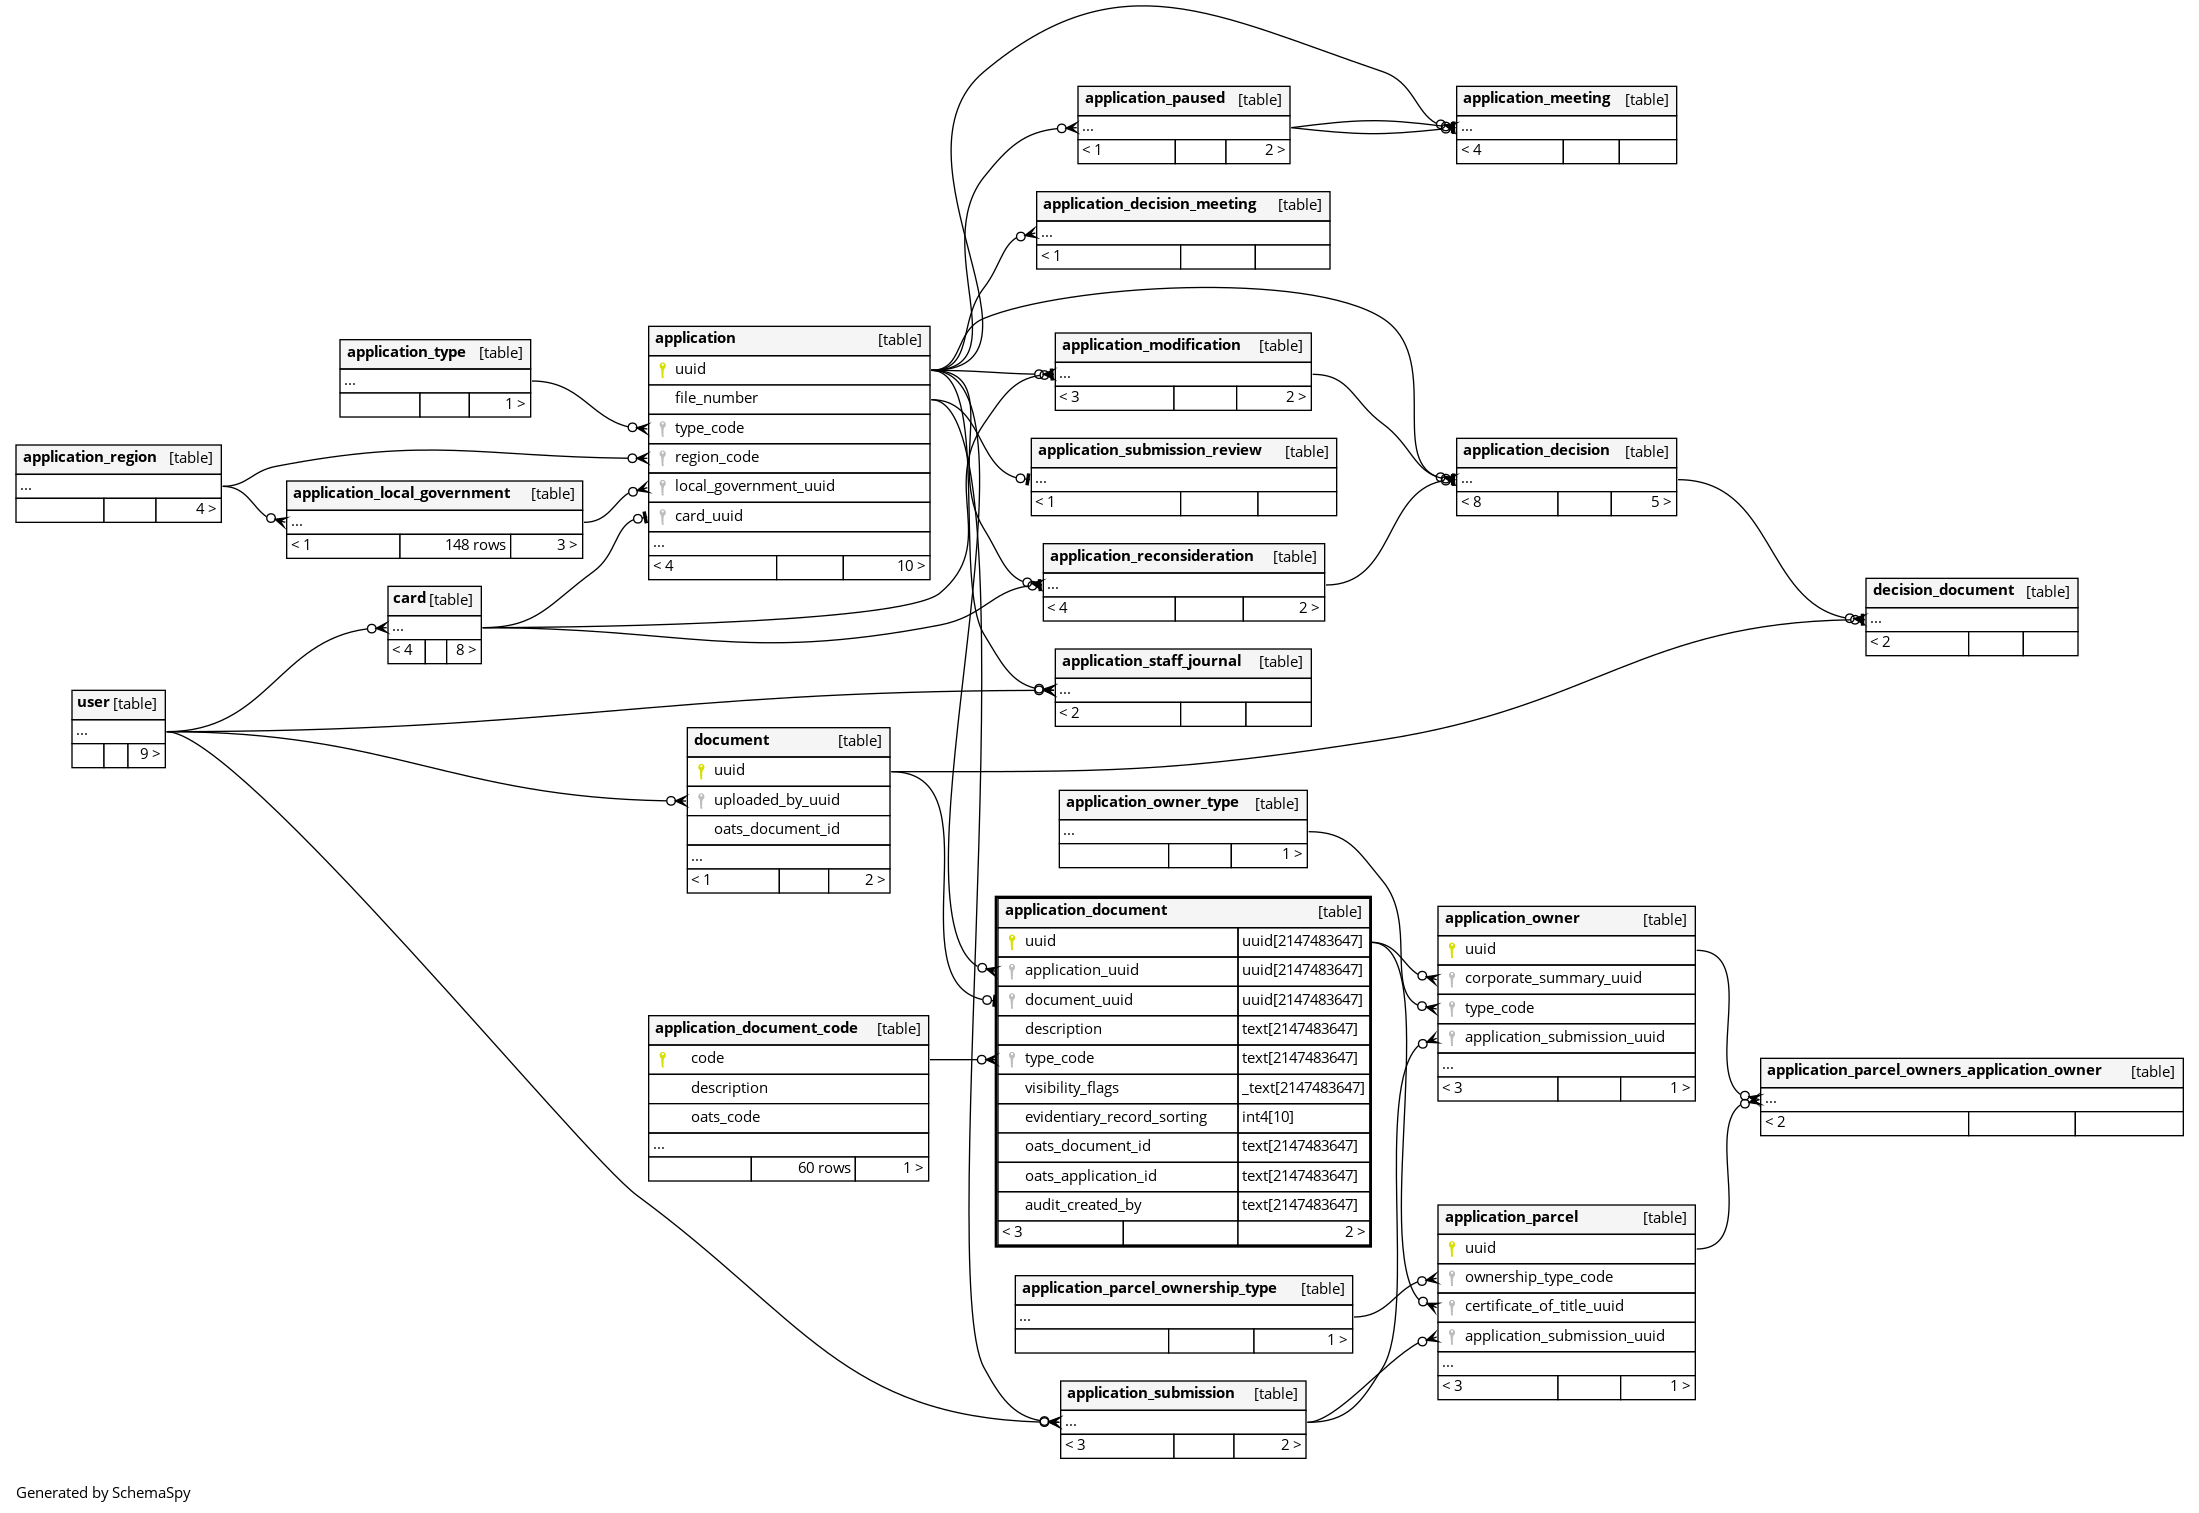 application_paused [table]
...
< 1 2 >
application_meeting [table]
...
< 4
application_decision_meeting [table]
...
< 1
application [table]
uuid
file_number
type_code
region_code
local_government_uuid
card_uuid
...
< 4 10 >
application_type [table]
...
1 >
application_modification [table]
...
< 3 2 >
application_region [table]
...
4 >
application_local_government [table]
...
< 1 148 rows 3 >
application_submission_review [table]
...
< 1
application_decision [table]
...
< 8 5 >
application_reconsideration [table]
...
< 4 2 >
card [table]
...
< 4 8 >
decision_document [table]
...
< 2
application_staff_journal [table]
...
< 2
user [table]
...
9 >
document [table]
uuid
uploaded_by_uuid
oats_document_id
...
< 1 2 >
application_owner_type [table]
...
1 >
application_document [table]
uuid uuid[2147483647]
application_uuid uuid[2147483647]
document_uuid uuid[2147483647]
description text[2147483647]
type_code text[2147483647]
visibility_flags _text[2147483647]
evidentiary_record_sorting int4[10]
oats_document_id text[2147483647]
oats_application_id text[2147483647]
audit_created_by text[2147483647]
< 3 2 >
application_owner [table]
uuid
corporate_summary_uuid
type_code
application_submission_uuid
...
< 3 1 >
application_document_code [table]
code
description
oats_code
...
60 rows 1 >
application_parcel_owners_application_owner [table]
...
< 2
application_parcel [table]
uuid
ownership_type_code
certificate_of_title_uuid
application_submission_uuid
...
< 3 1 >
application_parcel_ownership_type [table]
...
1 >
application_submission [table]
...
< 3 2 >
Generated by SchemaSpy